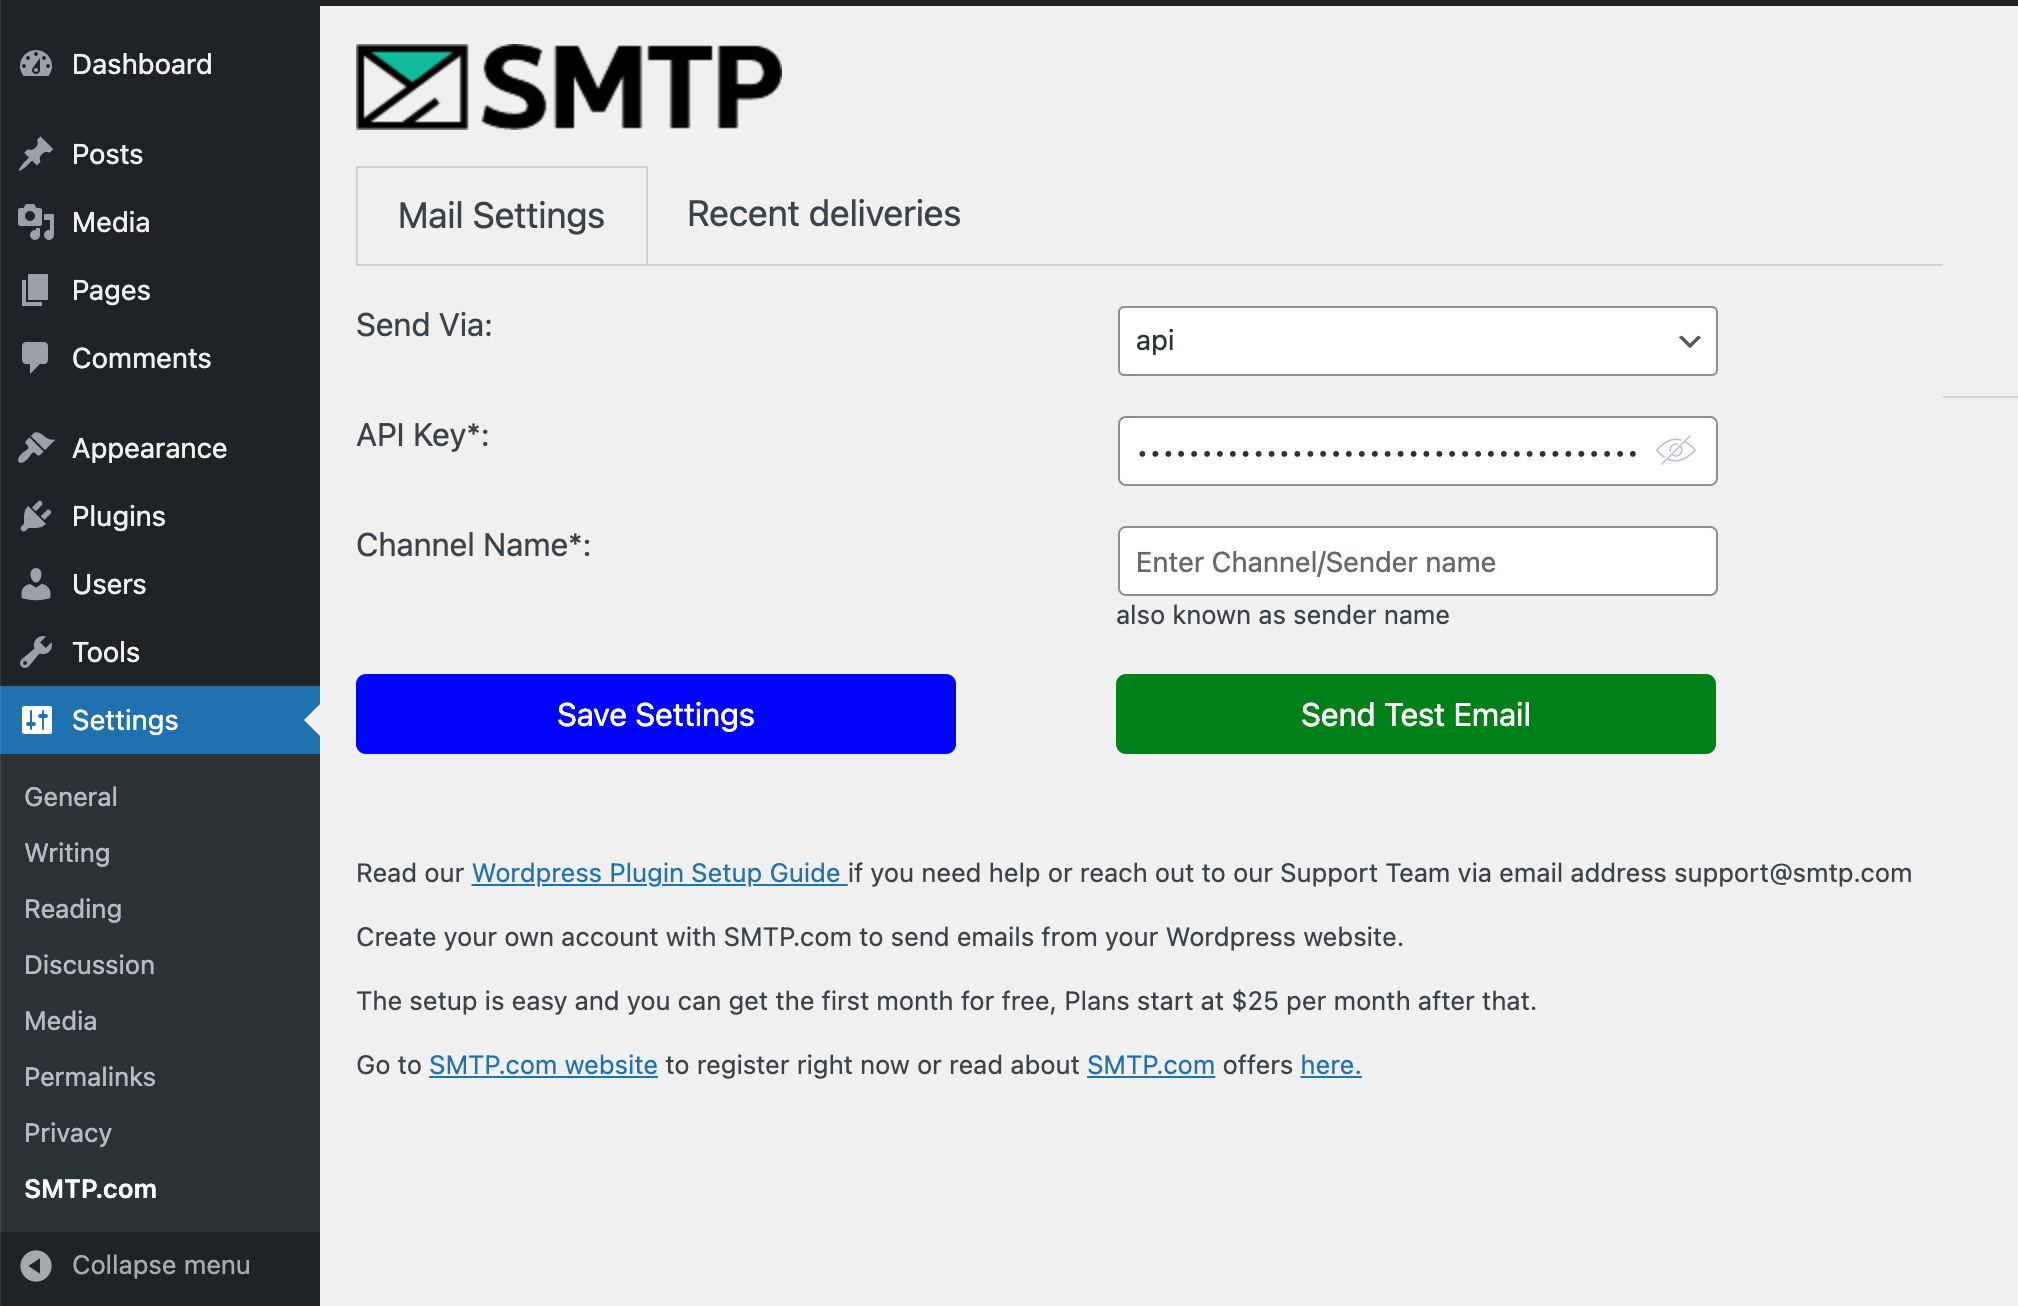 Dashboard
Posts
Media
Pages
Comments
Appearance
Plugins
Users
Tools
Settings
General
Writing
Reading
Discussion
Media
Permalinks
Privacy
SMTP.com
Collapse menu
SMTP
Mail Settings
Recent deliveries
Send Via:
api
API Key*:
••••••••••••••••••••••••••••••••••••••••
Channel Name*:
Enter Channel/Sender name
also known as sender name
Save Settings
Send Test Email
Read our Wordpress Plugin Setup Guide if you need help or reach out to our Support Team via email address support@smtp.com
Create your own account with SMTP.com to send emails from your Wordpress website.
The setup is easy and you can get the first month for free, Plans start at $25 per month after that.
Go to SMTP.com website to register right now or read about SMTP.com offers here.